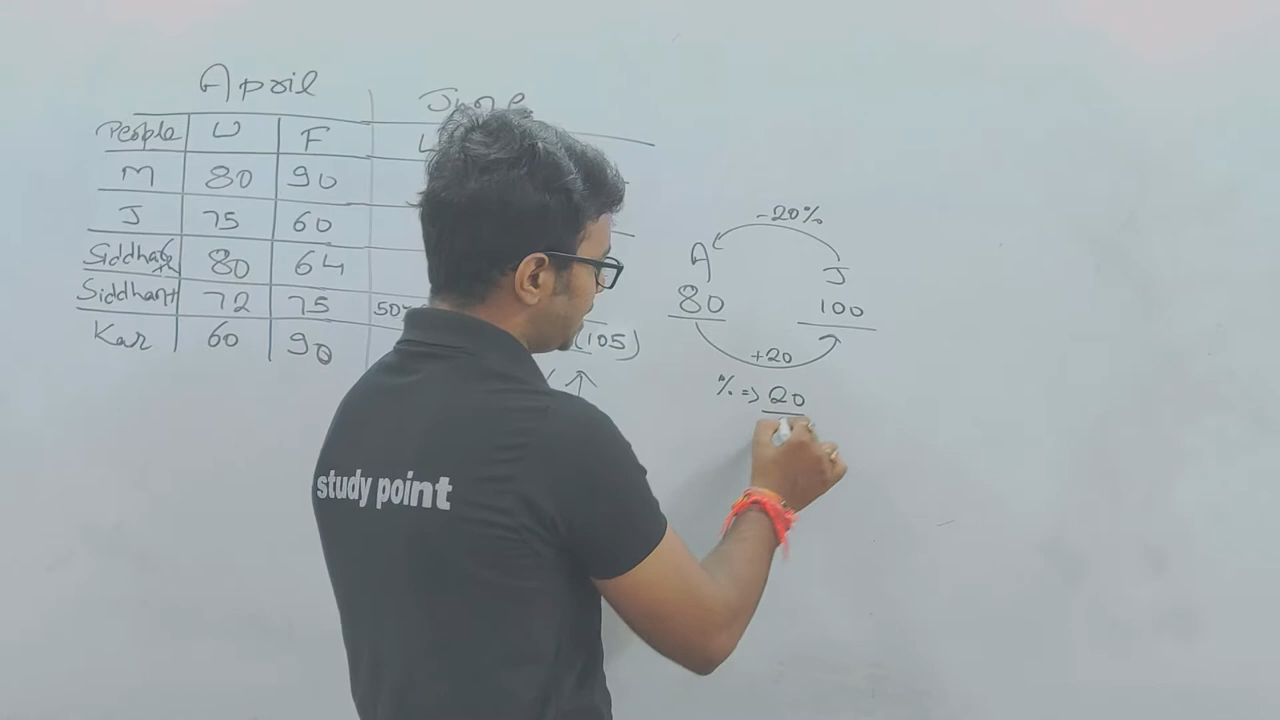 April June
People U F
M 80 90
J 75 60
80 64
Siddhant 72 75
Kar 60 90
(105)
-20%
A J
80 100
+20
% => 20
study point